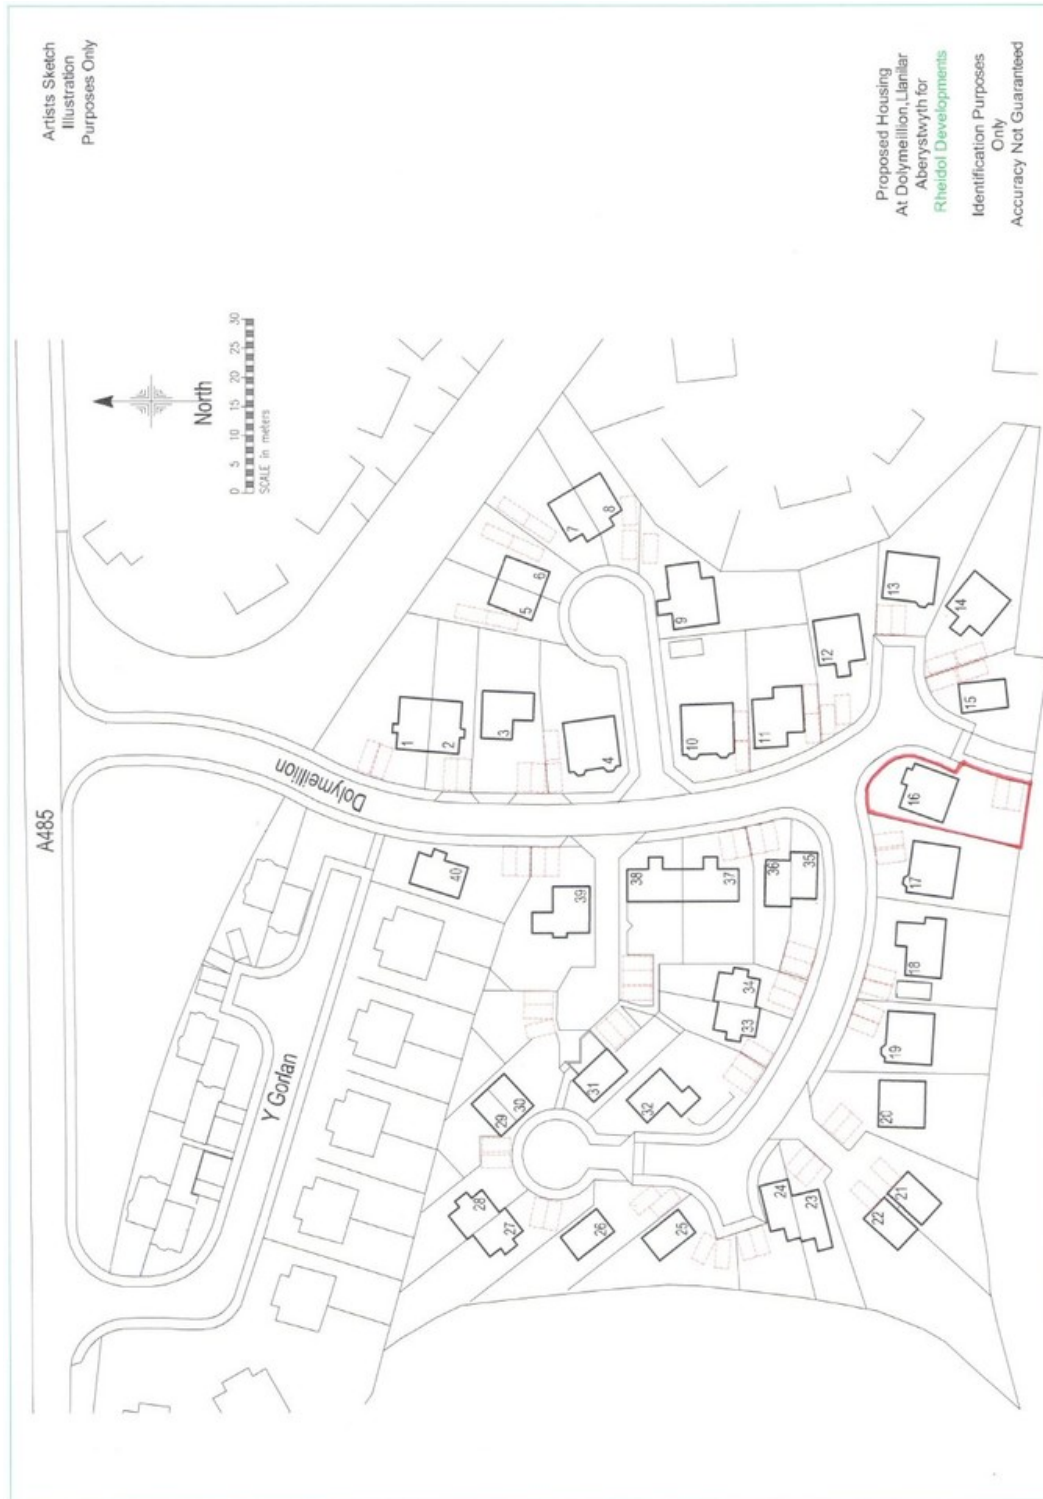 Artists Sketch
Illustration
Purposes Only
A485
North
0 5 10 15 20 25 30
SCALE in meters
Dolymeillion
Y Gorlan
1
2
3
4
5
6
7
8
9
10
11
12
13
14
15
16
17
18
19
20
21
22
23
24
25
26
27
28
29
30
31
32
33
34
35
36
37
38
39
40
Proposed Housing
At Dolymeillion,Llanilar
Aberystwyth for
Rheidol Developments
Identification Purposes
Only
Accuracy Not Guaranteed